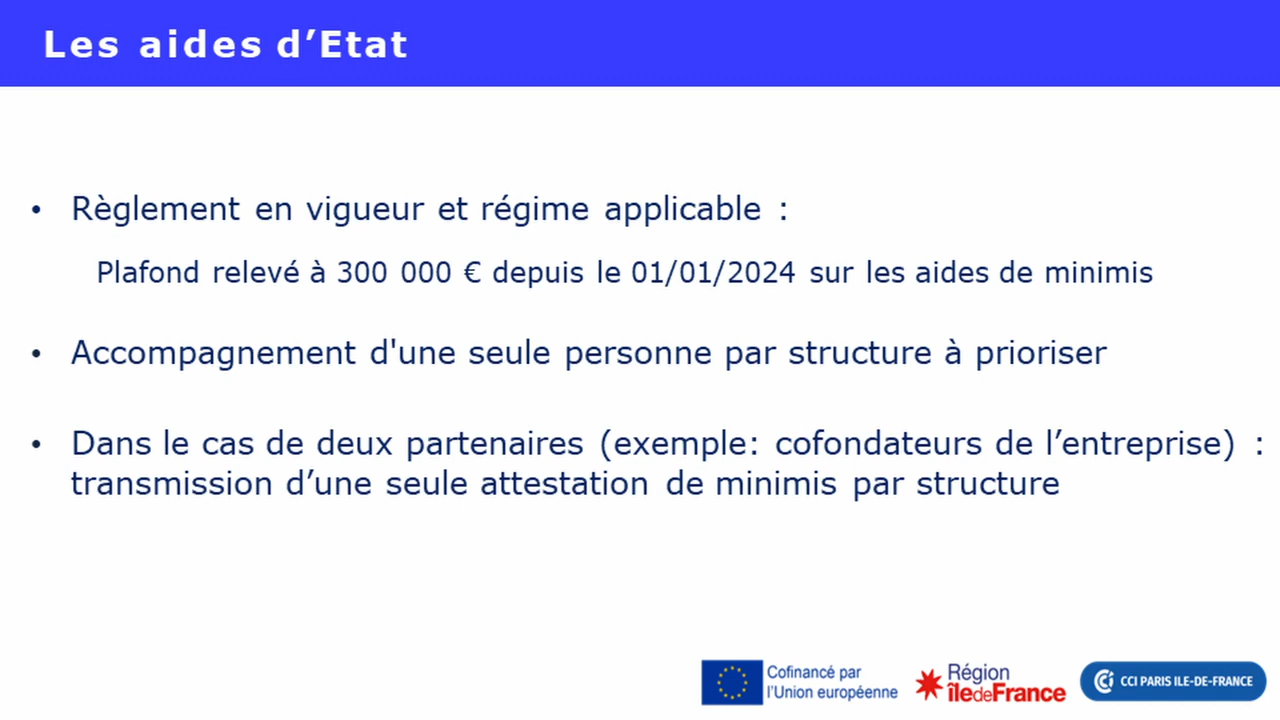 Les aides d’Etat
• Règlement en vigueur et régime applicable :
Plafond relevé à 300 000 € depuis le 01/01/2024 sur les aides de minimis
• Accompagnement d'une seule personne par structure à prioriser
• Dans le cas de deux partenaires (exemple: cofondateurs de l’entreprise) :
transmission d’une seule attestation de minimis par structure
Cofinancé par
l’Union européenne
Région
îledeFrance
CCI PARIS ILE-DE-FRANCE